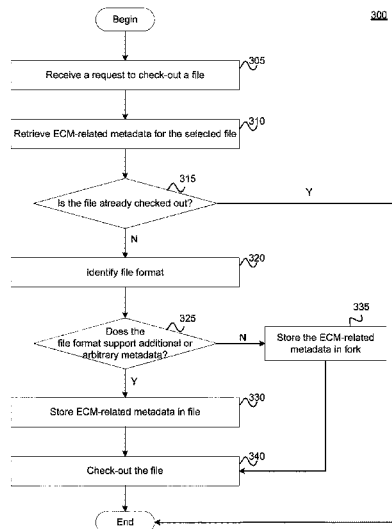 Begin
300
305
Receive a request to check-out a file
310
Retrieve ECM-related metadata for the selected file
315
Is the file already checked out?
Y
N
320
identify file format
325
Does the
file format support additional or
arbitrary metadata?
N
335
Store the ECM-related
metadata in fork
Y
330
Store ECM-related metadata in file
340
Check-out the file
End